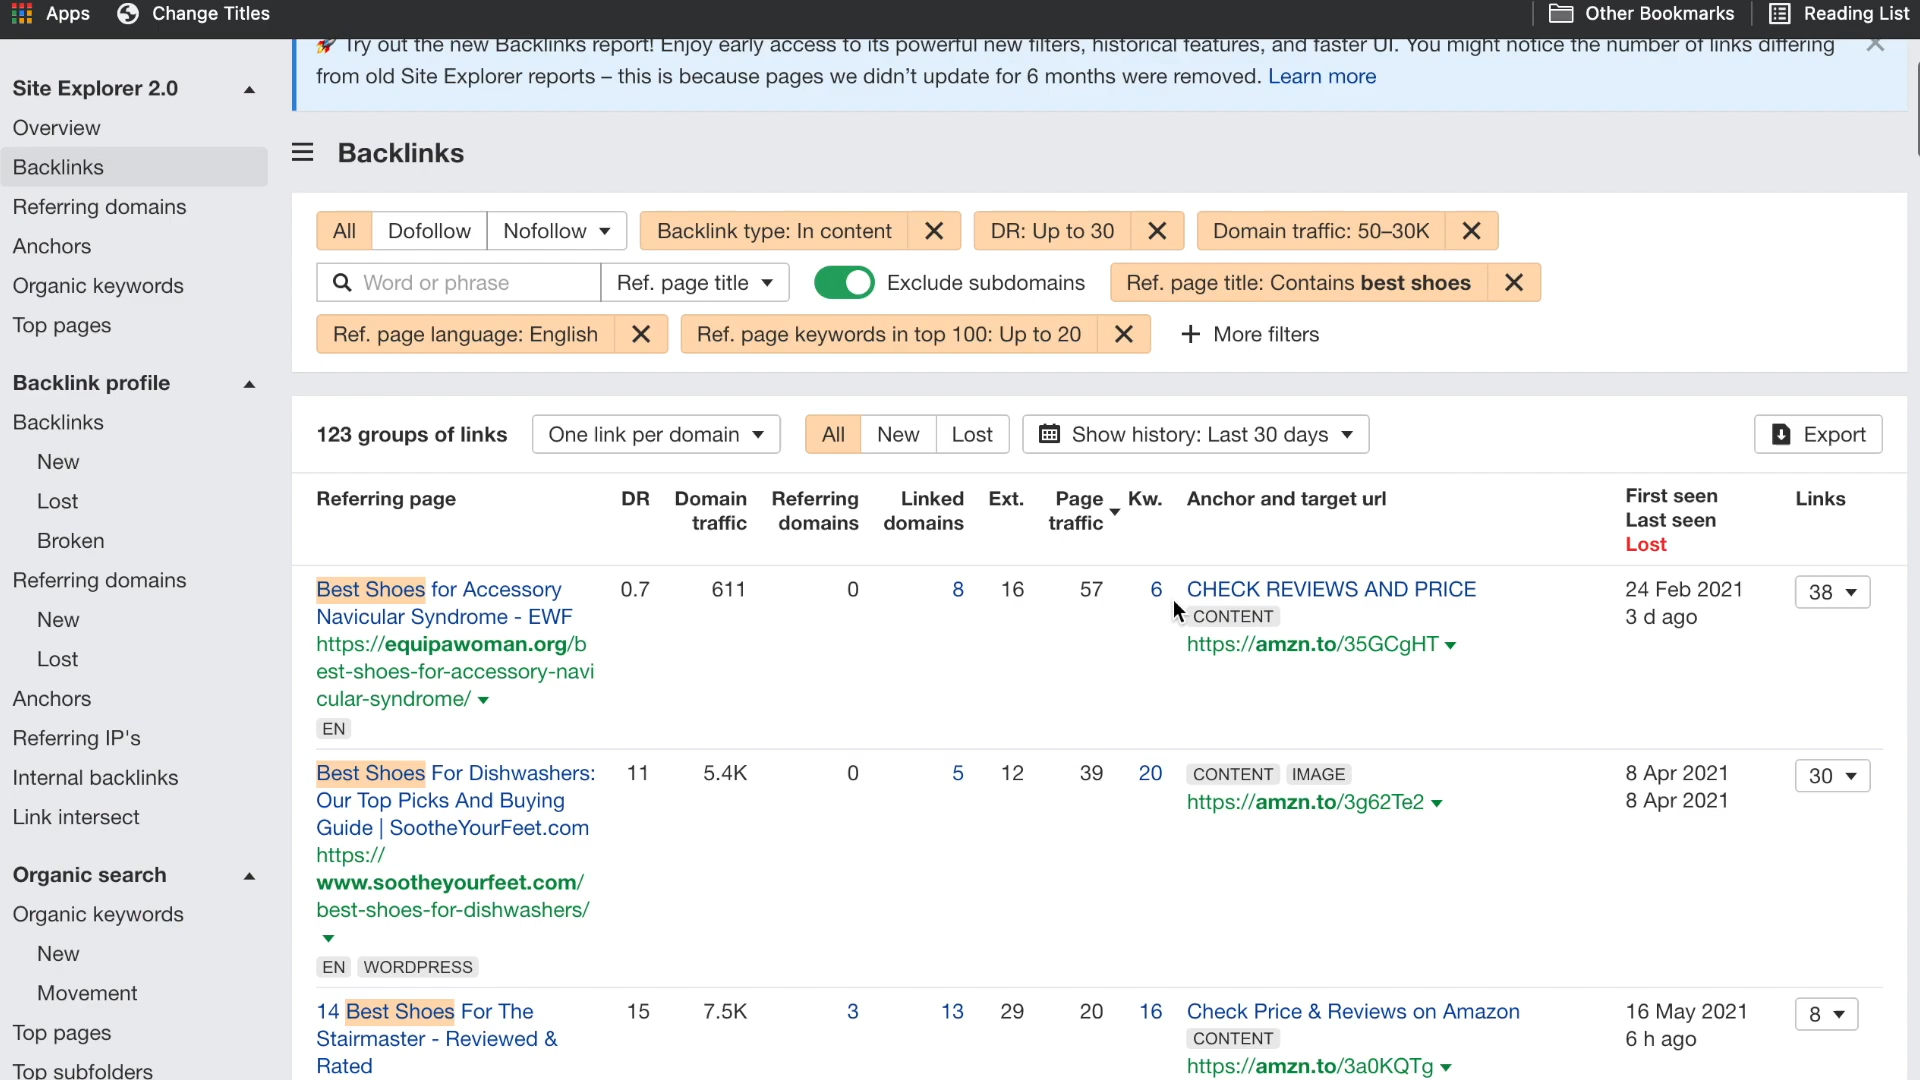 Apps Change Titles Other Bookmarks Reading List
🚀 Try out the new Backlinks report! Enjoy early access to its powerful new filters, historical features, and faster UI. You might notice the number of links differing
from old Site Explorer reports – this is because pages we didn’t update for 6 months were removed. Learn more
Site Explorer 2.0
Overview
Backlinks
Referring domains
Anchors
Organic keywords
Top pages
Backlink profile
Backlinks
New
Lost
Broken
Referring domains
New
Lost
Anchors
Referring IP's
Internal backlinks
Link intersect
Organic search
Organic keywords
New
Movement
Top pages
Top subfolders
Backlinks
All Dofollow Nofollow Backlink type: In content DR: Up to 30 Domain traffic: 50–30K
Word or phrase Ref. page title Exclude subdomains Ref. page title: Contains best shoes
Ref. page language: English Ref. page keywords in top 100: Up to 20 + More filters
123 groups of links One link per domain All New Lost Show history: Last 30 days Export
Referring page DR Domain traffic Referring domains Linked domains Ext. Page traffic Kw. Anchor and target url First seen Last seen Lost Links
Best Shoes for Accessory 0.7 611 0 8 16 57 6 CHECK REVIEWS AND PRICE 24 Feb 2021 38
Navicular Syndrome - EWF CONTENT 3 d ago
https://equipawoman.org/b https://amzn.to/35GCgHT
est-shoes-for-accessory-navi
cular-syndrome/
EN
Best Shoes For Dishwashers: 11 5.4K 0 5 12 39 20 CONTENT IMAGE 8 Apr 2021 30
Our Top Picks And Buying https://amzn.to/3g62Te2 8 Apr 2021
Guide | SootheYourFeet.com
https://
www.sootheyourfeet.com/
best-shoes-for-dishwashers/
EN WORDPRESS
14 Best Shoes For The 15 7.5K 3 13 29 20 16 Check Price & Reviews on Amazon 16 May 2021 8
Stairmaster - Reviewed & CONTENT 6 h ago
Rated https://amzn.to/3a0KQTg